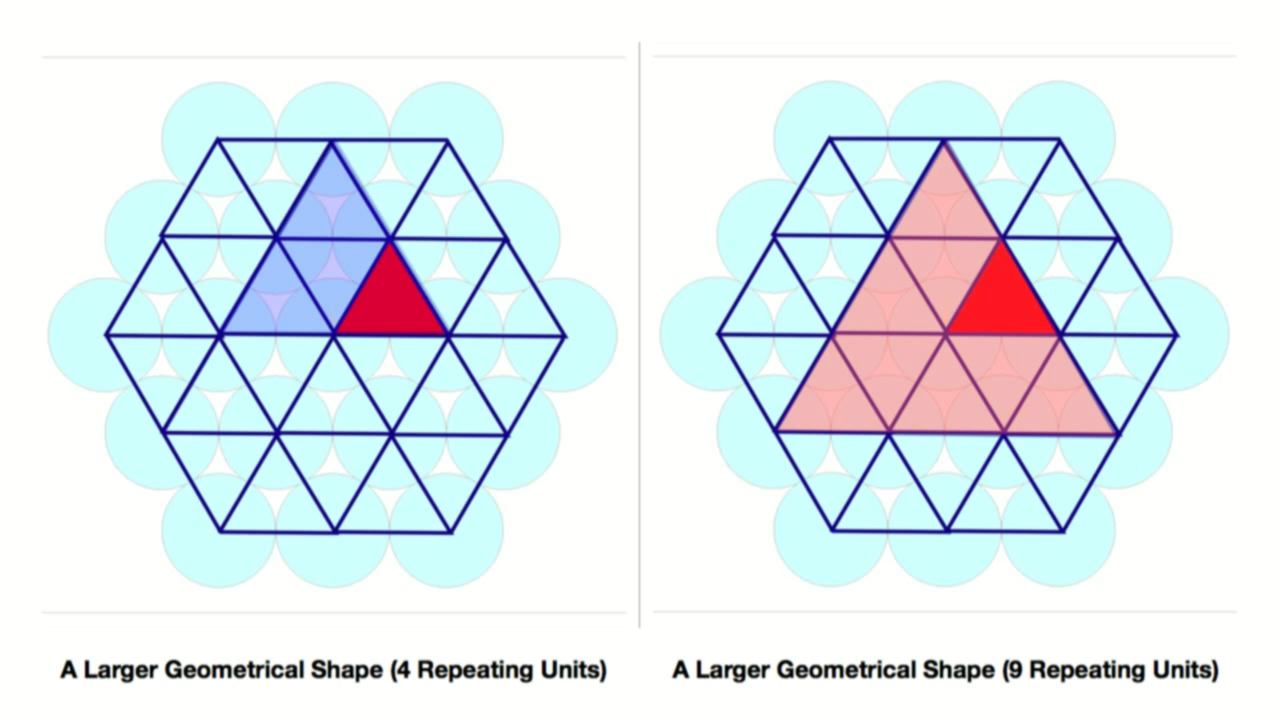 A Larger Geometrical Shape (4 Repeating Units)
A Larger Geometrical Shape (9 Repeating Units)